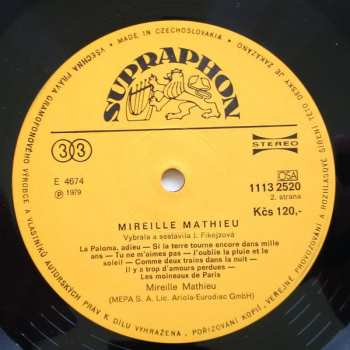 MADE IN CZECHOSLOVAKIA
SUPRAPHON
33
STEREO
E 4674
℗ 1979
OSA
1113 2520
2. strana
Kčs 120,-
MIREILLE MATHIEU
Vybrala a sestavila I. Fikejzová
La Paloma, adieu — Si la terre tourne encore dans mille
ans — Tu ne m'aimes pas — J'oublie la pluie et le
soleil — Comme deux trains dans la nuit —
Il y a trop d'amours perdues —
Les moineaux de Paris
Mireille Mathieu
(MEPA S. A. Lic. Ariola-Eurodisc GmbH)
VŠECHNA PRÁVA GRAMOFONOVÉHO VÝROBCE A VLASTNÍKŮ AUTORSKÝCH PRÁV K DÍLU VYHRAZENA. POŘIZOVÁNÍ KOPIÍ, VEŘEJNÉ PROVOZOVÁNÍ A ROZHLASOVÉ ŠÍŘENÍ TÉTO DESKY JE ZAKÁZÁNO